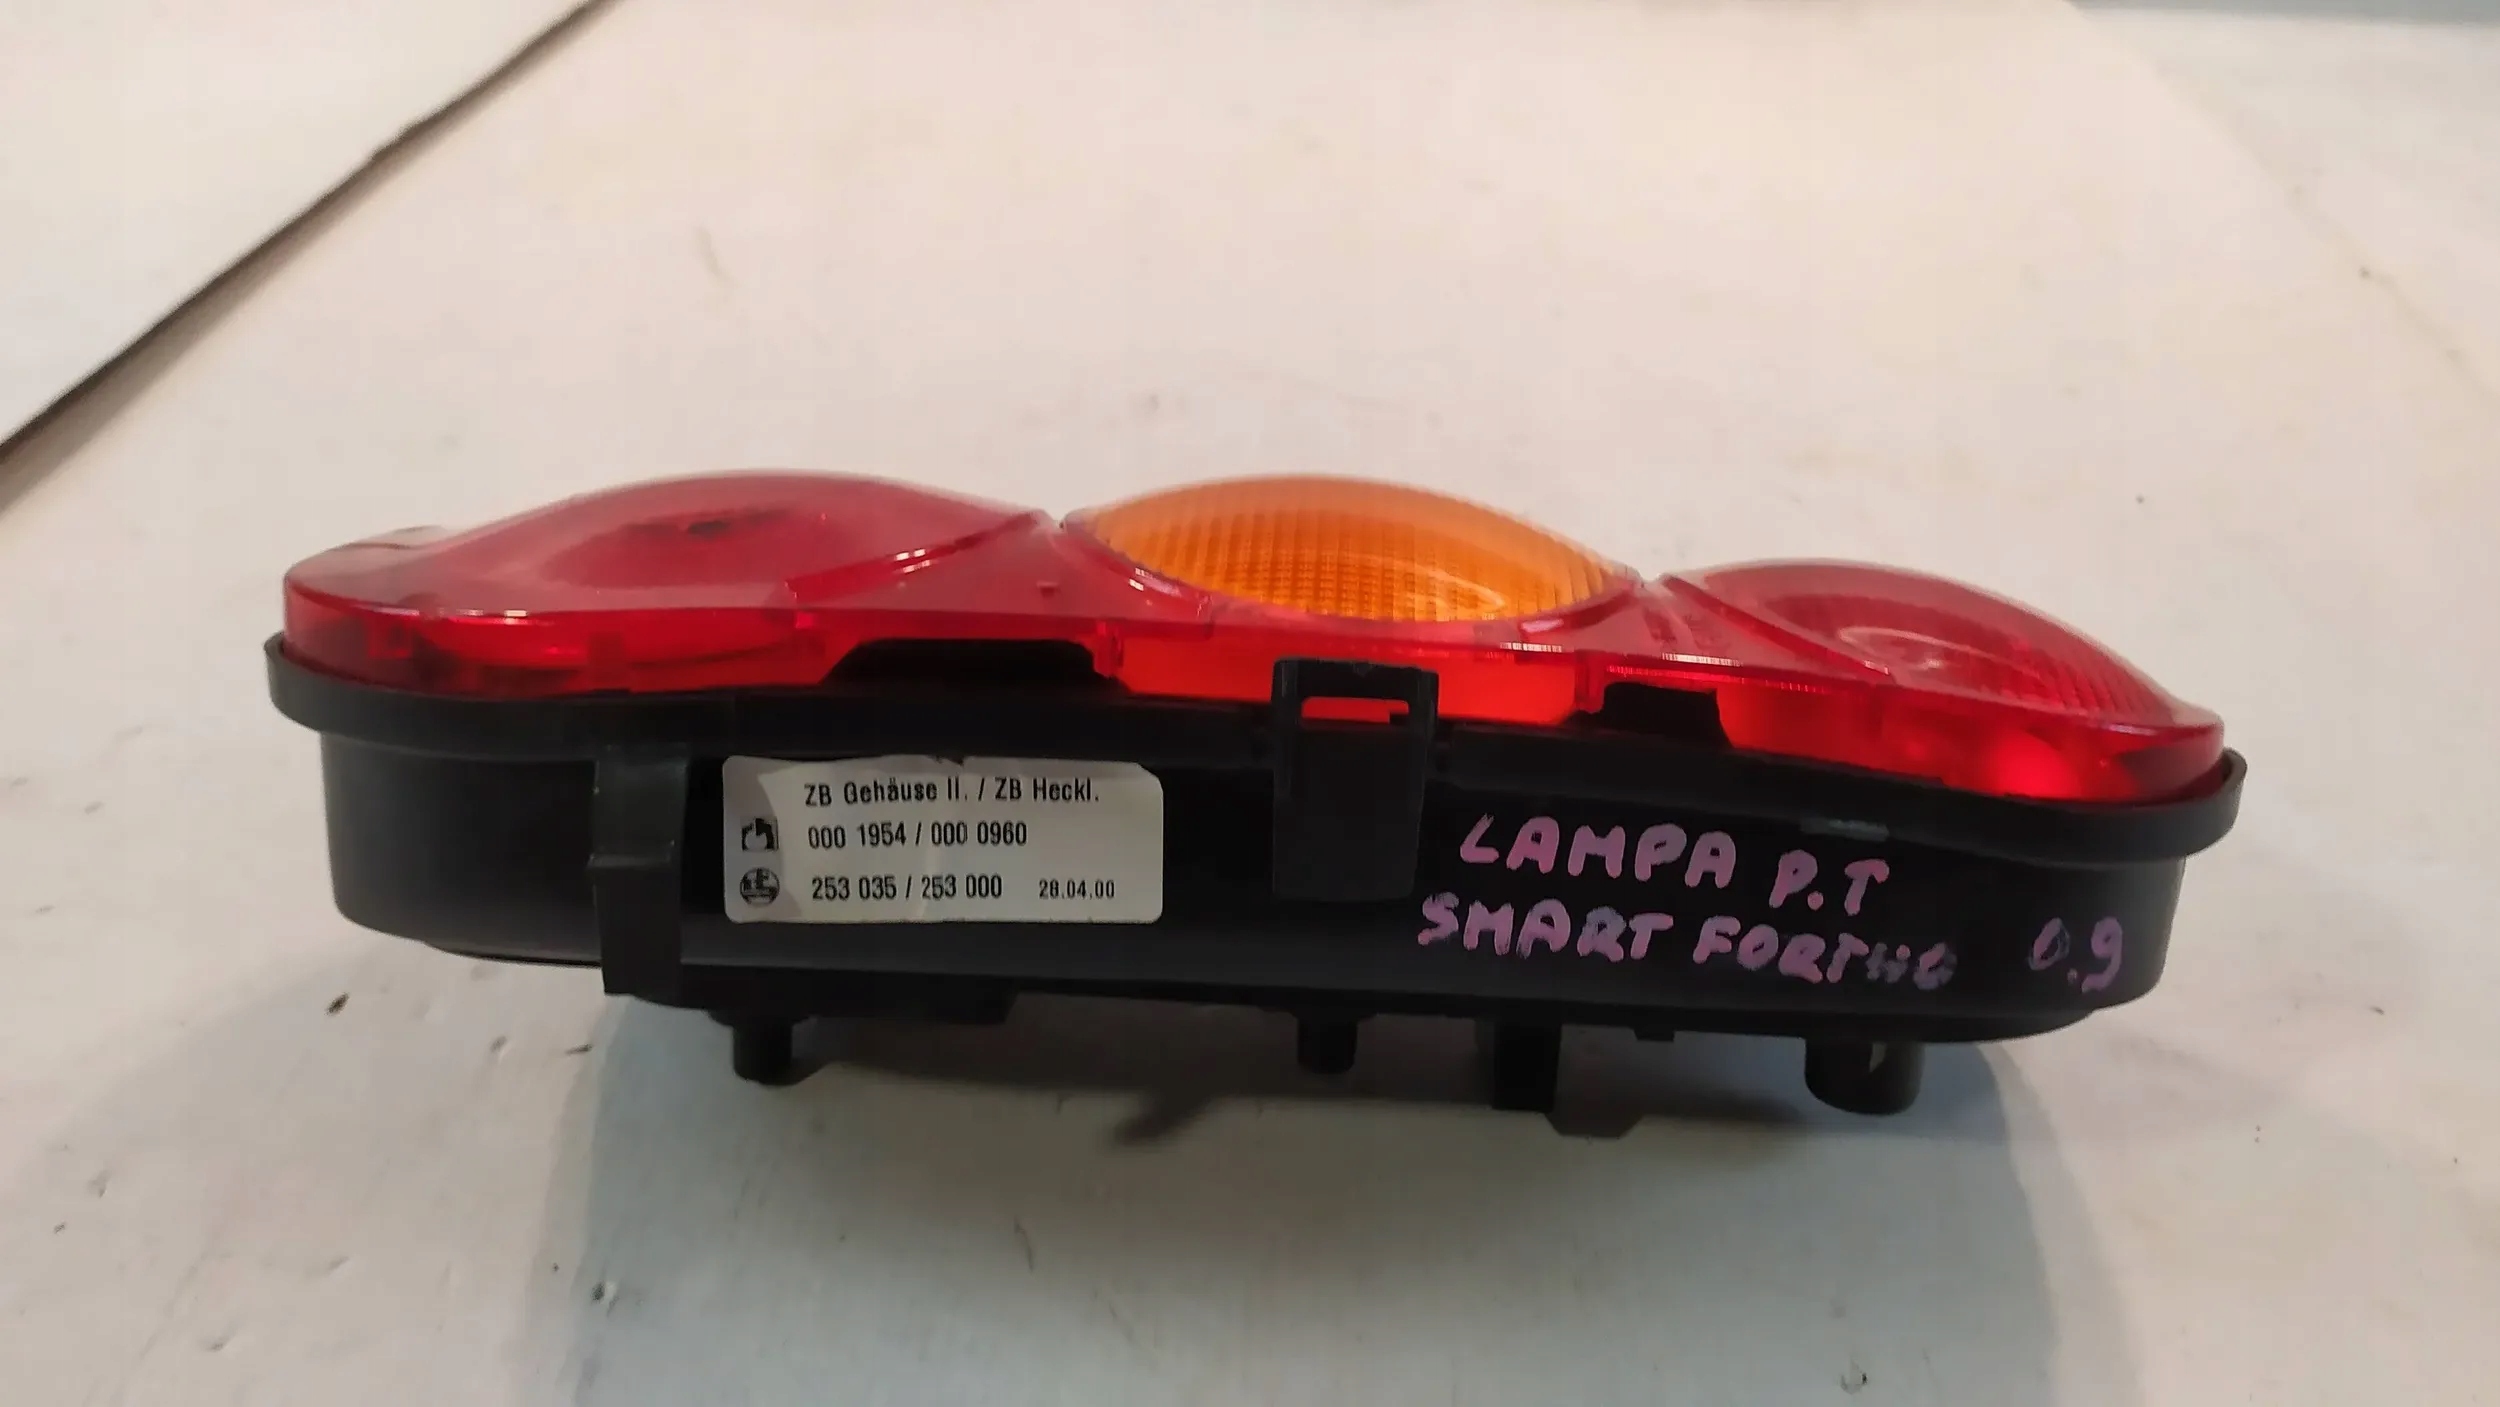 ZB Gehäuse II. / ZB Heckl.
000 1954 / 000 0960
253 035 / 253 000 28.04.00
LAMPA P.T
SMART FORTWO 0.9